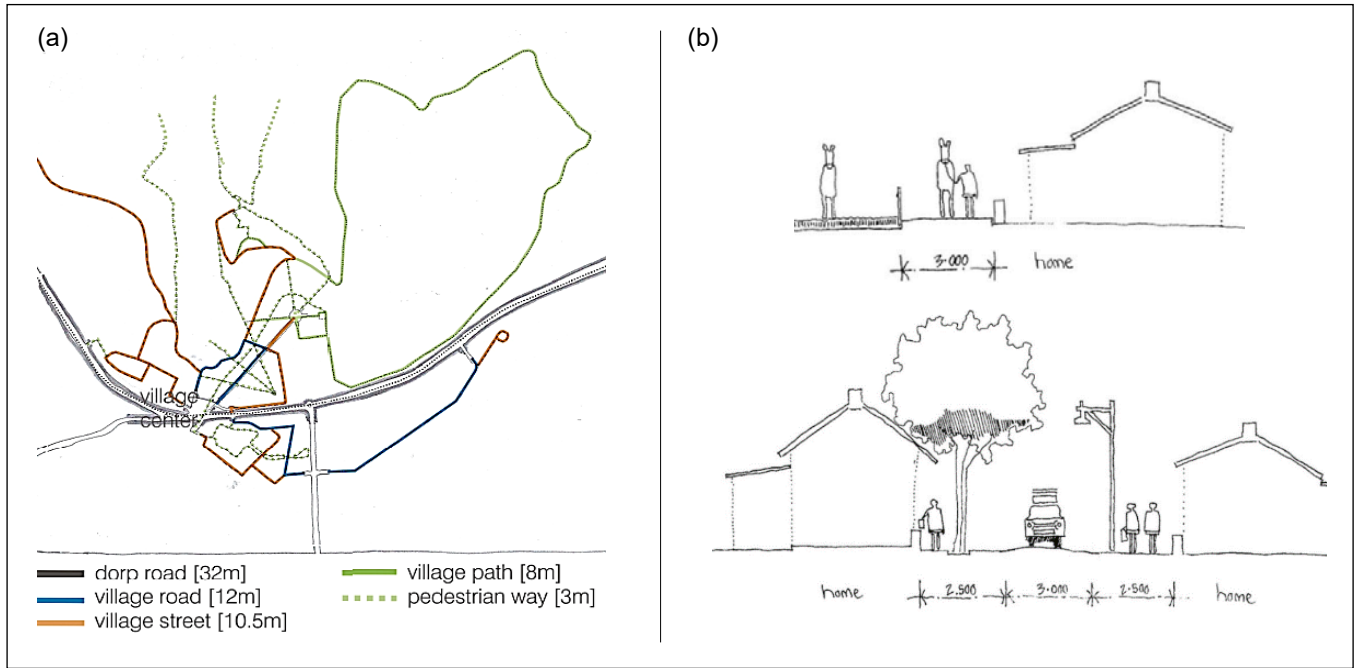 (a)
village
center
dorp road [32m]
village road [12m]
village street [10.5m]
village path [8m]
pedestrian way [3m]
(b)
3.000
home
home
2.500
3.000
2.500
home